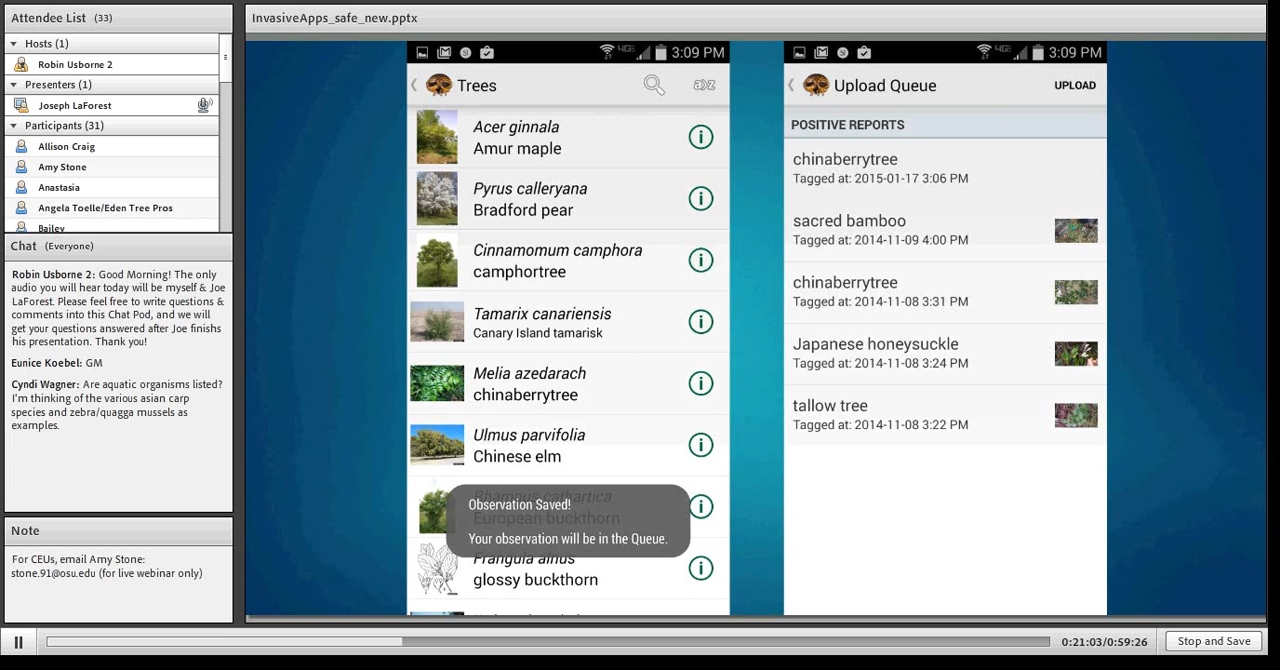 Attendee List (33)
Hosts (1)
Robin Usborne 2
Presenters (1)
Joseph LaForest
Participants (31)
Allison Craig
Amy Stone
Anastasia
Angela Toelle/Eden Tree Pros
Bailey
Chat (Everyone)
Robin Usborne 2: Good Morning! The only
audio you will hear today will be myself & Joe
LaForest. Please feel free to write questions &
comments into this Chat Pod, and we will
get your questions answered after Joe finishs
his presentation. Thank you!
Eunice Koebel: GM
Cyndi Wagner: Are aquatic organisms listed?
I'm thinking of the various asian carp
species and zebra/quagga mussels as
examples.
Note
For CEUs, email Amy Stone:
stone.91@osu.edu (for live webinar only)
InvasiveApps_safe_new.pptx
4G 3:09 PM
Trees
a›z
Acer ginnala
Amur maple
Pyrus calleryana
Bradford pear
Cinnamomum camphora
camphortree
Tamarix canariensis
Canary Island tamarisk
Melia azedarach
chinaberrytree
Ulmus parvifolia
Chinese elm
Rhamnus cathartica
European buckthorn
Observation Saved!
Your observation will be in the Queue.
Frangula alnus
glossy buckthorn
4G 3:09 PM
Upload Queue
UPLOAD
POSITIVE REPORTS
chinaberrytree
Tagged at: 2015-01-17 3:06 PM
sacred bamboo
Tagged at: 2014-11-09 4:00 PM
chinaberrytree
Tagged at: 2014-11-08 3:31 PM
Japanese honeysuckle
Tagged at: 2014-11-08 3:24 PM
tallow tree
Tagged at: 2014-11-08 3:22 PM
0:21:03/0:59:26
Stop and Save